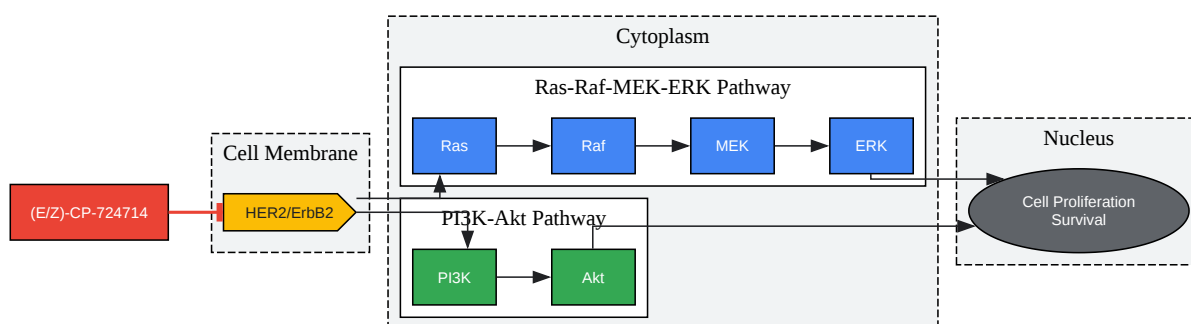 Cytoplasm
Ras-Raf-MEK-ERK Pathway
Ras
Raf
MEK
ERK
Cell Membrane
Nucleus
(E/Z)-CP-724714
HER2/ErbB2
Cell Proliferation
Survival
PI3K-Akt Pathway
PI3K
Akt